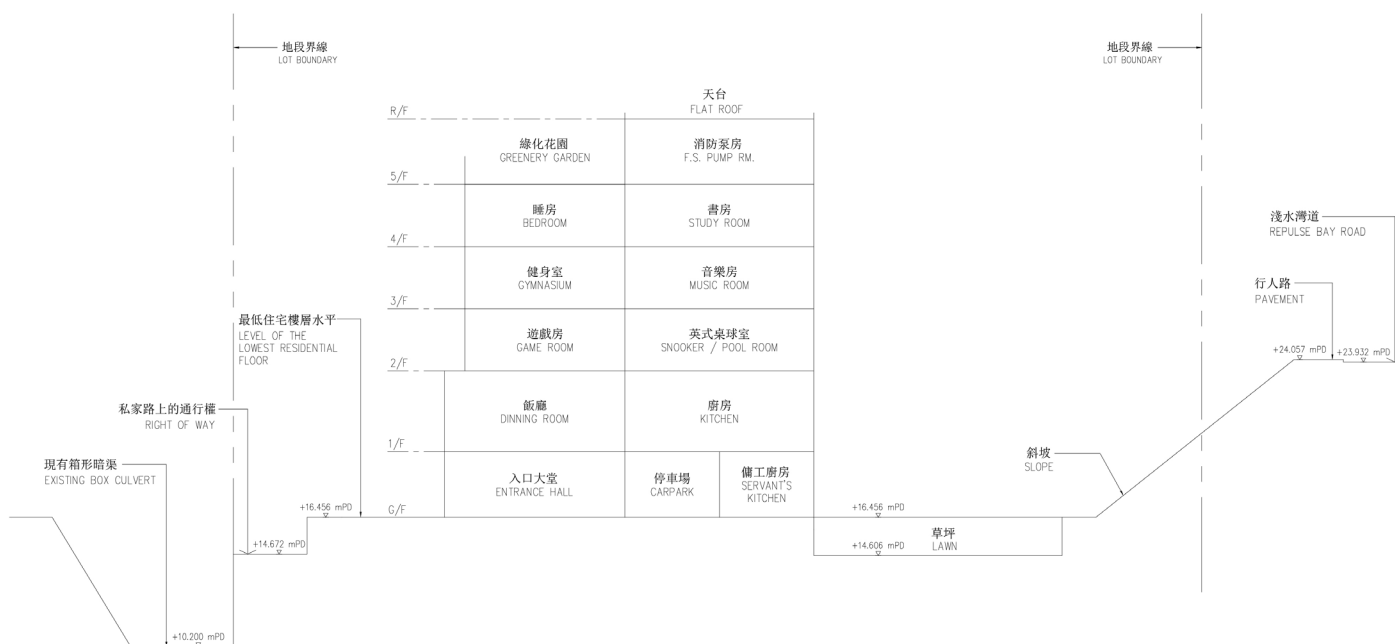 地段界線
LOT BOUNDARY
地段界線
LOT BOUNDARY
天台
FLAT ROOF
R/F
綠化花園
GREENERY GARDEN
消防泵房
F.S. PUMP RM.
5/F
睡房
BEDROOM
書房
STUDY ROOM
淺水灣道
REPULSE BAY ROAD
4/F
健身室
GYMNASIUM
音樂房
MUSIC ROOM
行人路
PAVEMENT
3/F
最低住宅樓層水平
LEVEL OF THE
LOWEST RESIDENTIAL
FLOOR
遊戲房
GAME ROOM
英式桌球室
SNOOKER / POOL ROOM
+24.057 mPD
+23.932 mPD
2/F
私家路上的通行權
RIGHT OF WAY
飯廳
DINNING ROOM
廚房
KITCHEN
1/F
現有箱形暗渠
EXISTING BOX CULVERT
入口大堂
ENTRANCE HALL
停車場
CARPARK
傭工廚房
SERVANT'S
KITCHEN
斜坡
SLOPE
+16.456 mPD
G/F
+16.456 mPD
草坪
LAWN
+14.672 mPD
+14.606 mPD
+10.200 mPD